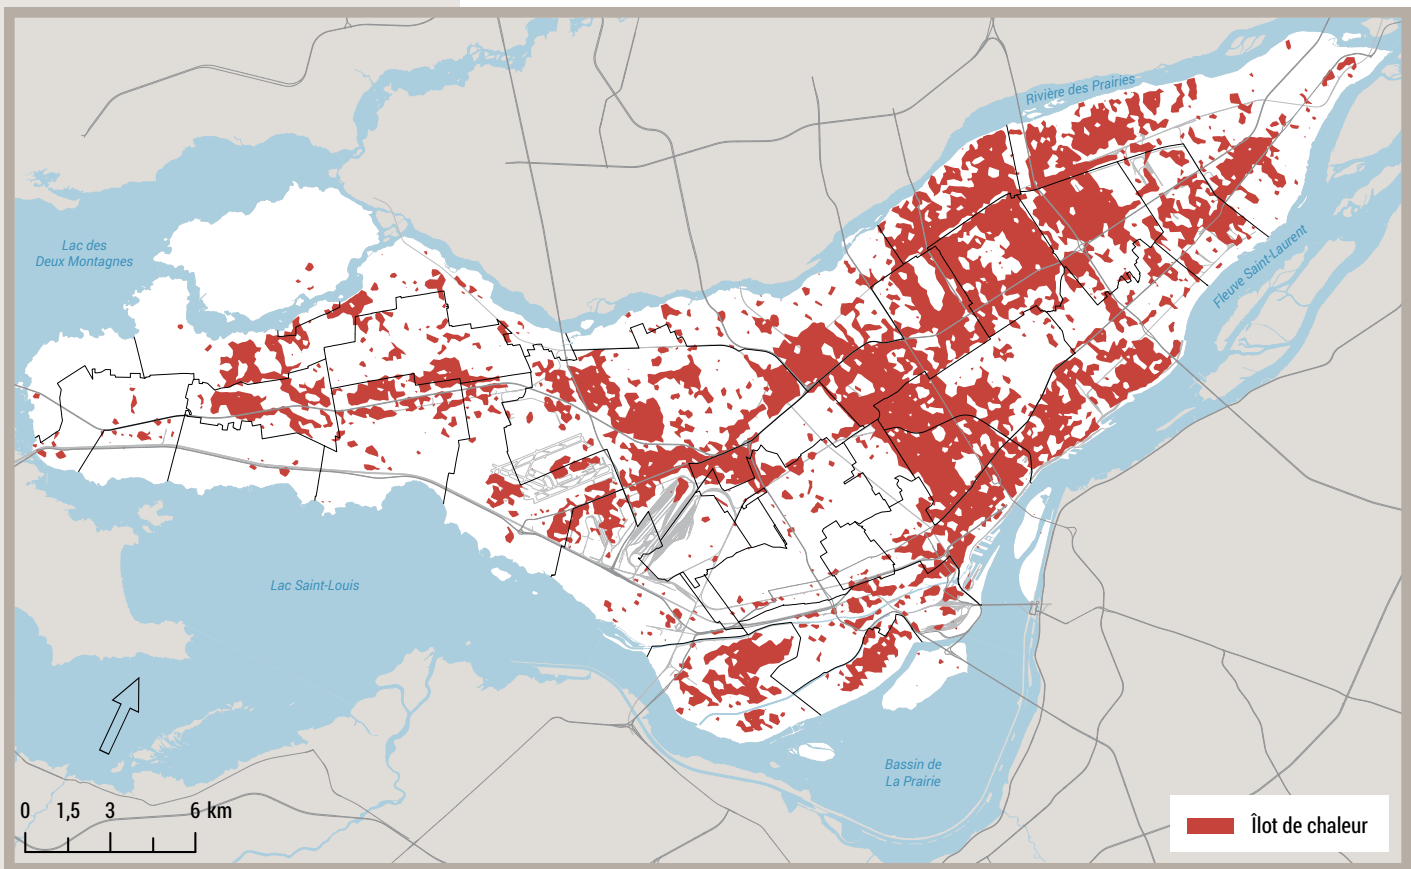 Rivière des Prairies
Lac des
Deux Montagnes
Fleuve Saint-Laurent
Lac Saint-Louis
Bassin de
La Prairie
0 1,5 3 6 km
Îlot de chaleur